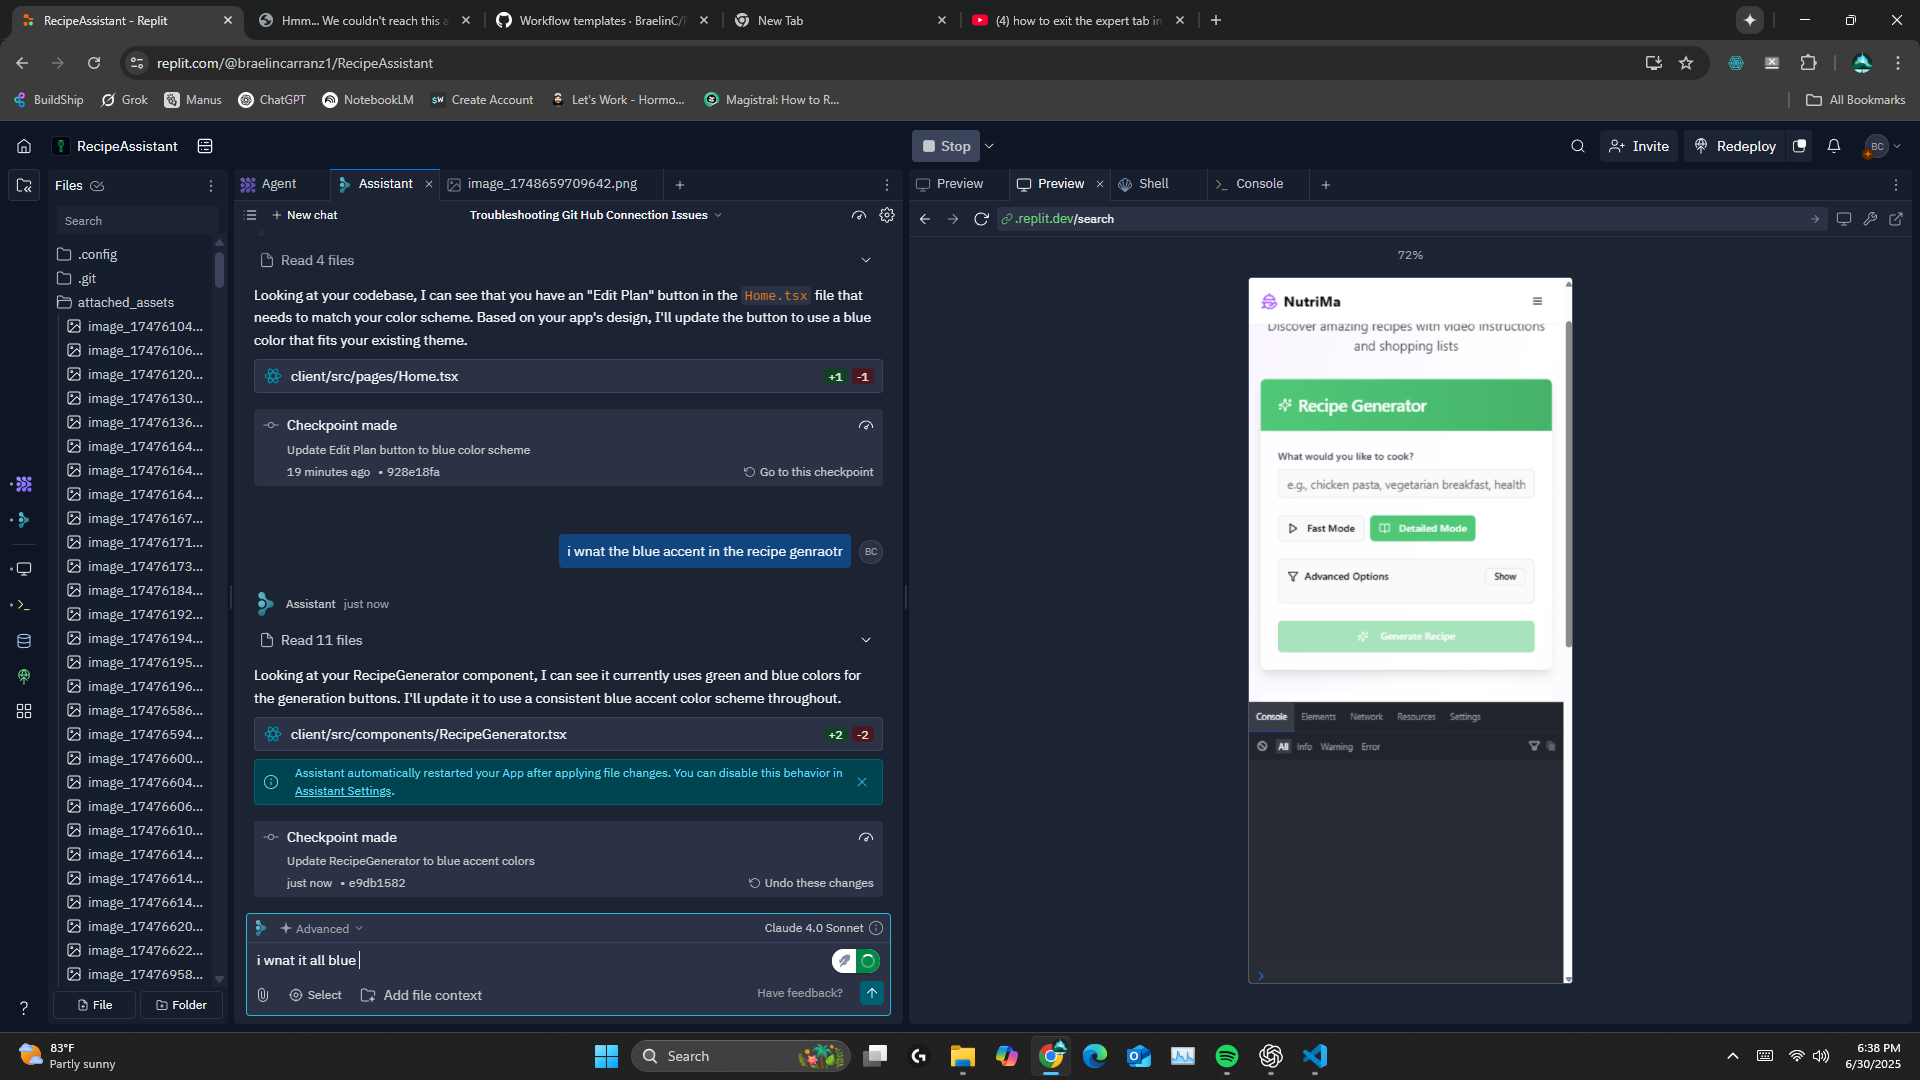 RecipeAssistant - Replit
Hmm... We couldn't reach this a
Workflow templates · BraelinC/F
New Tab
(4) how to exit the expert tab in
replit.com/@braelincarranz1/RecipeAssistant
BuildShip
Grok
Manus
ChatGPT
NotebookLM
Create Account
Let's Work - Hormo...
Magistral: How to R...
All Bookmarks
RecipeAssistant
Stop
Invite
Redeploy
BC
Files
Agent
Assistant
image_1748659709642.png
Preview
Preview
Shell
Console
Search
New chat
Troubleshooting Git Hub Connection Issues
.replit.dev/search
.config
.git
attached_assets
image_17476104...
image_17476106...
image_17476120...
image_17476130...
image_17476136...
image_17476164...
image_17476164...
image_17476164...
image_17476167...
image_17476171...
image_17476173...
image_17476184...
image_17476192...
image_17476194...
image_17476195...
image_17476196...
image_17476586...
image_17476594...
image_17476600...
image_17476604...
image_17476606...
image_17476610...
image_17476614...
image_17476614...
image_17476614...
image_17476620...
image_17476622...
image_17476958...
File
Folder
Read 4 files
Looking at your codebase, I can see that you have an "Edit Plan" button in the Home.tsx file that
needs to match your color scheme. Based on your app's design, I'll update the button to use a blue
color that fits your existing theme.
client/src/pages/Home.tsx +1 -1
Checkpoint made
Update Edit Plan button to blue color scheme
19 minutes ago • 928e18fa
Go to this checkpoint
i wnat the blue accent in the recipe genraotr
BC
Assistant just now
Read 11 files
Looking at your RecipeGenerator component, I can see it currently uses green and blue colors for
the generation buttons. I'll update it to use a consistent blue accent color scheme throughout.
client/src/components/RecipeGenerator.tsx +2 -2
Assistant automatically restarted your App after applying file changes. You can disable this behavior in
Assistant Settings.
Checkpoint made
Update RecipeGenerator to blue accent colors
just now • e9db1582
Undo these changes
Advanced
Claude 4.0 Sonnet
i wnat it all blue
Select
Add file context
Have feedback?
72%
NutriMa
Discover amazing recipes with video instructions
and shopping lists
Recipe Generator
What would you like to cook?
e.g., chicken pasta, vegetarian breakfast, health
Fast Mode
Detailed Mode
Advanced Options
Show
Generate Recipe
Console
Elements
Network
Resources
Settings
All
Info
Warning
Error
83°F
Partly sunny
Search
6:38 PM
6/30/2025